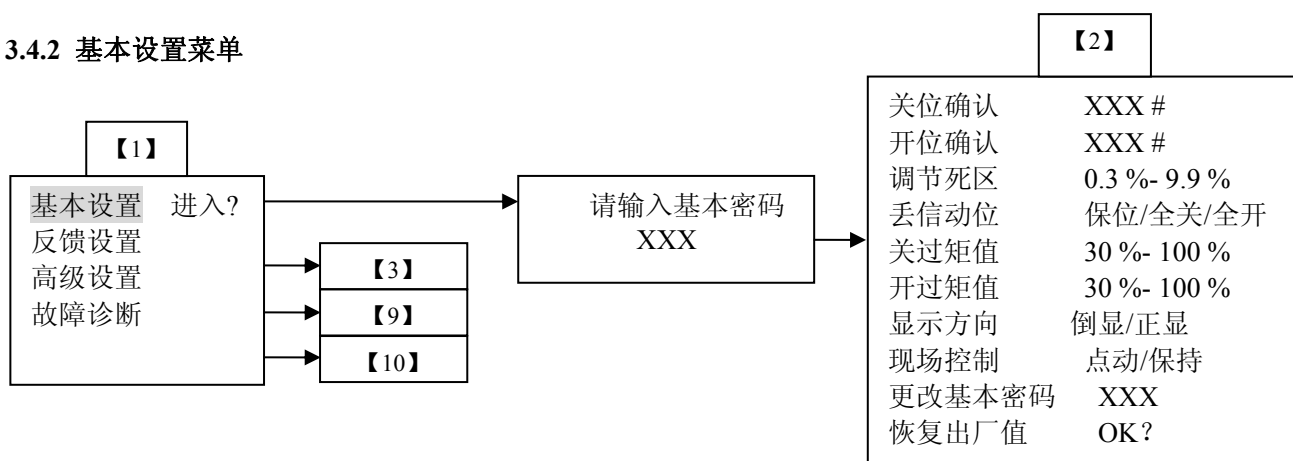 3.4.2 基本设置菜单
【1】
基本设置 进入?
反馈设置
高级设置
故障诊断
【3】
【9】
【10】
请输入基本密码
XXX
【2】
关位确认 XXX #
开位确认 XXX #
调节死区 0.3 %- 9.9 %
丢信动位 保位/全关/全开
关过矩值 30 %- 100 %
开过矩值 30 %- 100 %
显示方向 倒显/正显
现场控制 点动/保持
更改基本密码 XXX
恢复出厂值 OK？